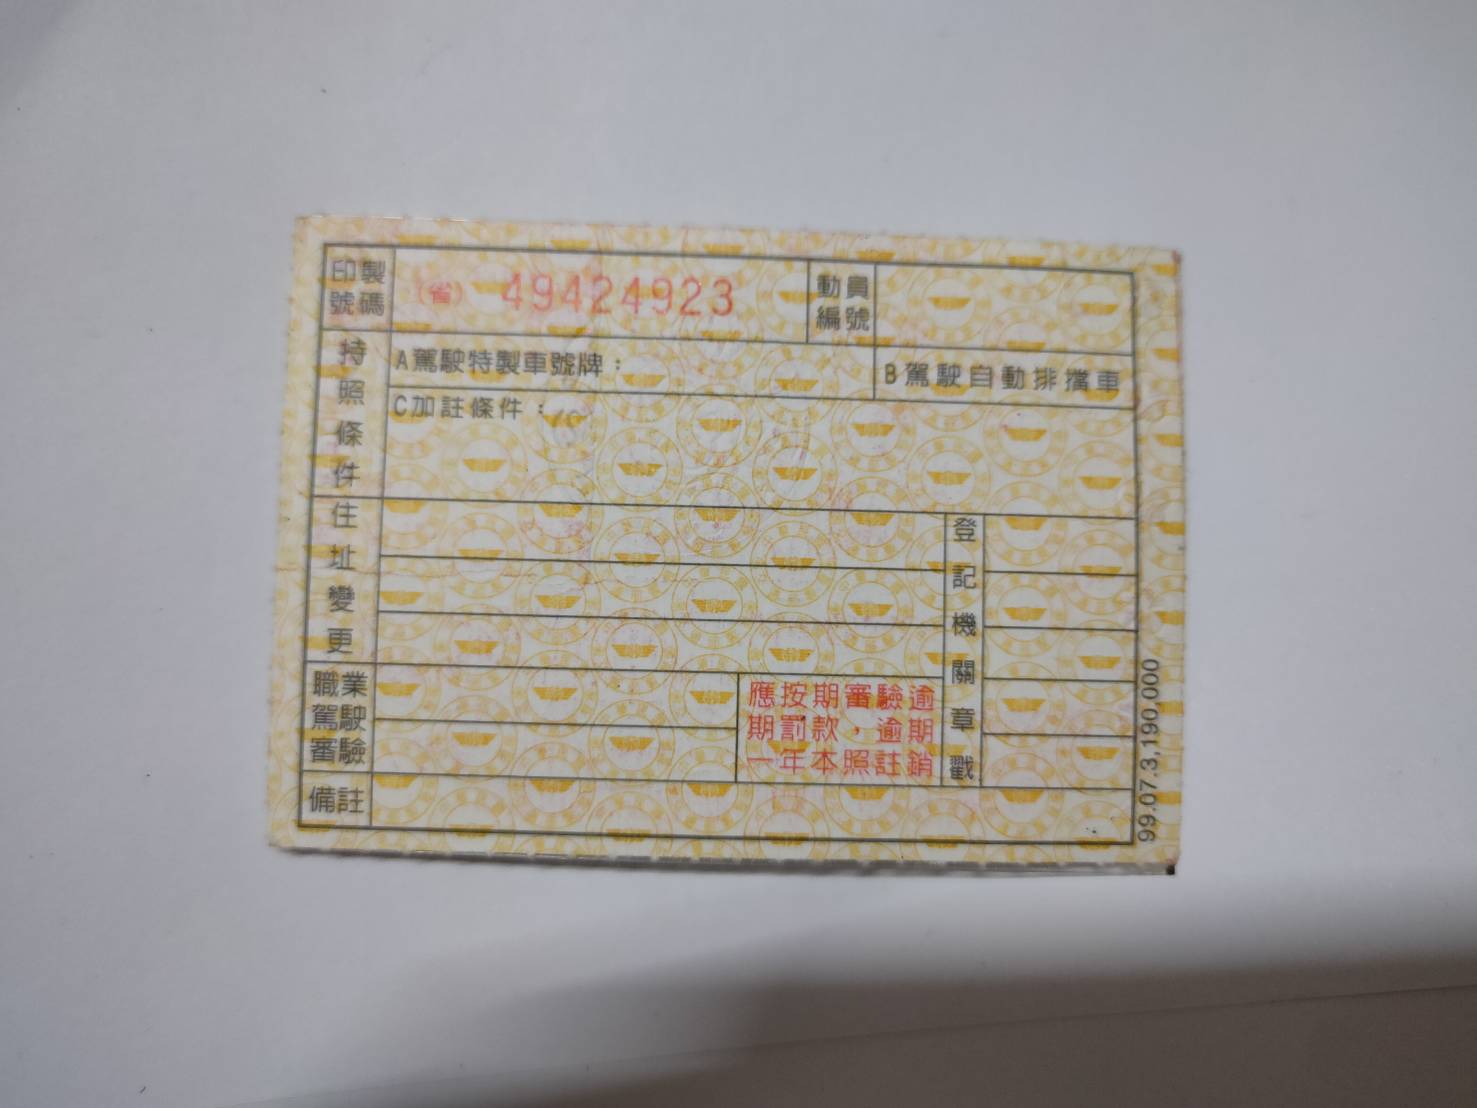 印製號碼
(省) 49424923
動員編號
持照條件
A駕駛特製車號牌：
B駕駛自動排擋車
C加註條件：
住址變更
登記機關章戳
職業駕駛審驗
應按期審驗逾
期罰款，逾期
一年本照註銷
備註
99.07.3,190,000